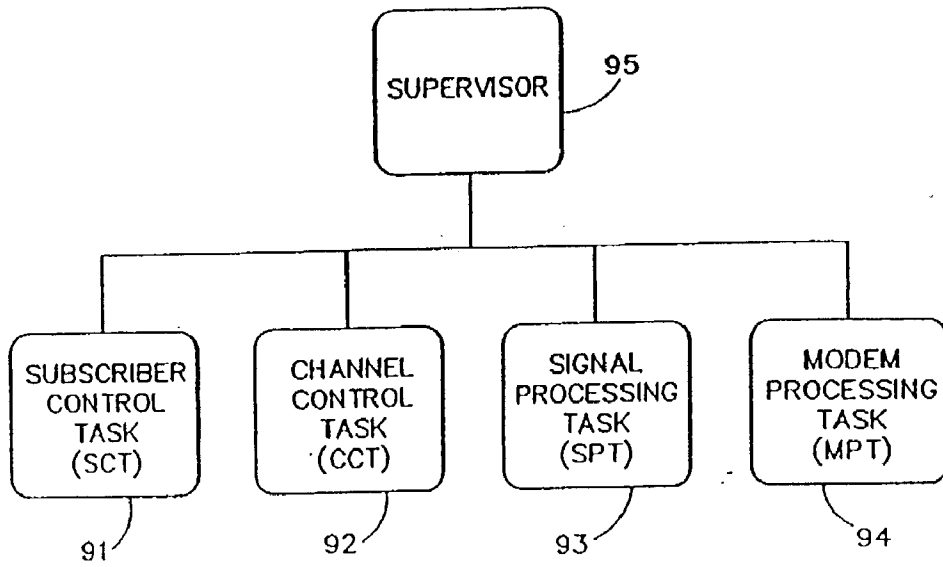 SUPERVISOR
95
SUBSCRIBER
CONTROL
TASK
(SCT)
CHANNEL
CONTROL
TASK
(CCT)
SIGNAL
PROCESSING
TASK
(SPT)
MODEM
PROCESSING
TASK
(MPT)
91
92
93
94